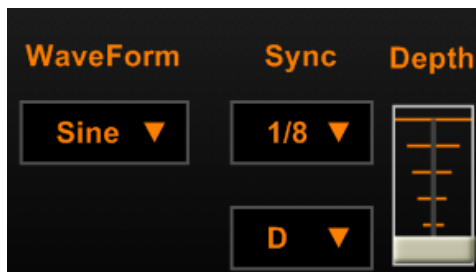 WaveForm Sync Depth
Sine ▼ 1/8 ▼
D ▼